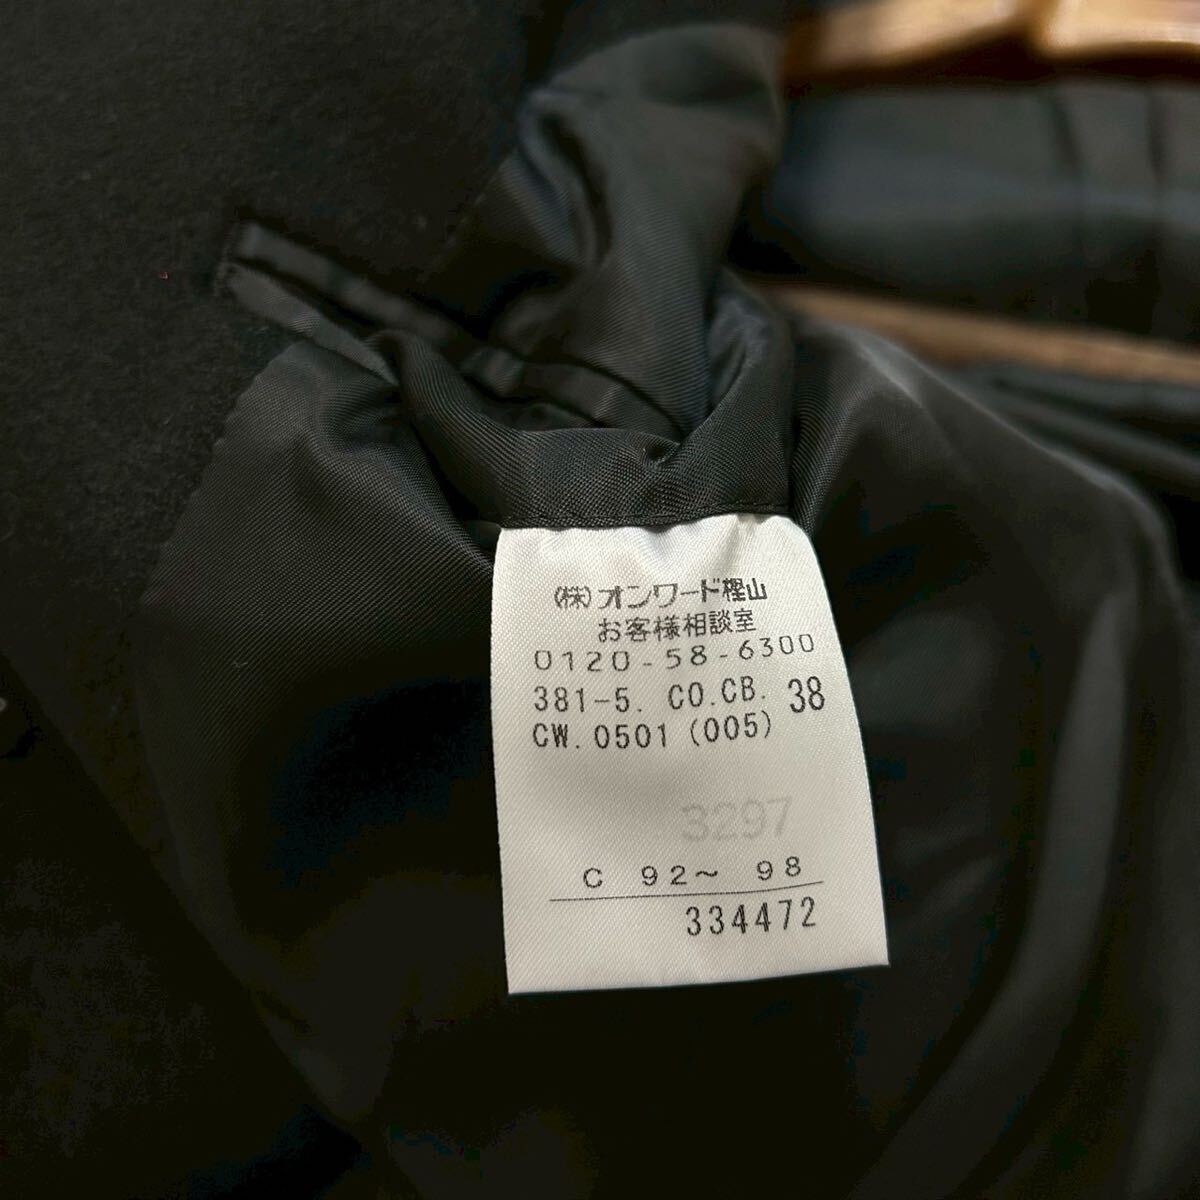 (株)オンワード樫山
お客様相談室
0120-58-6300
381-5. CO.CB. 38
CW.0501 (005)
3297
C 92~ 98
334472